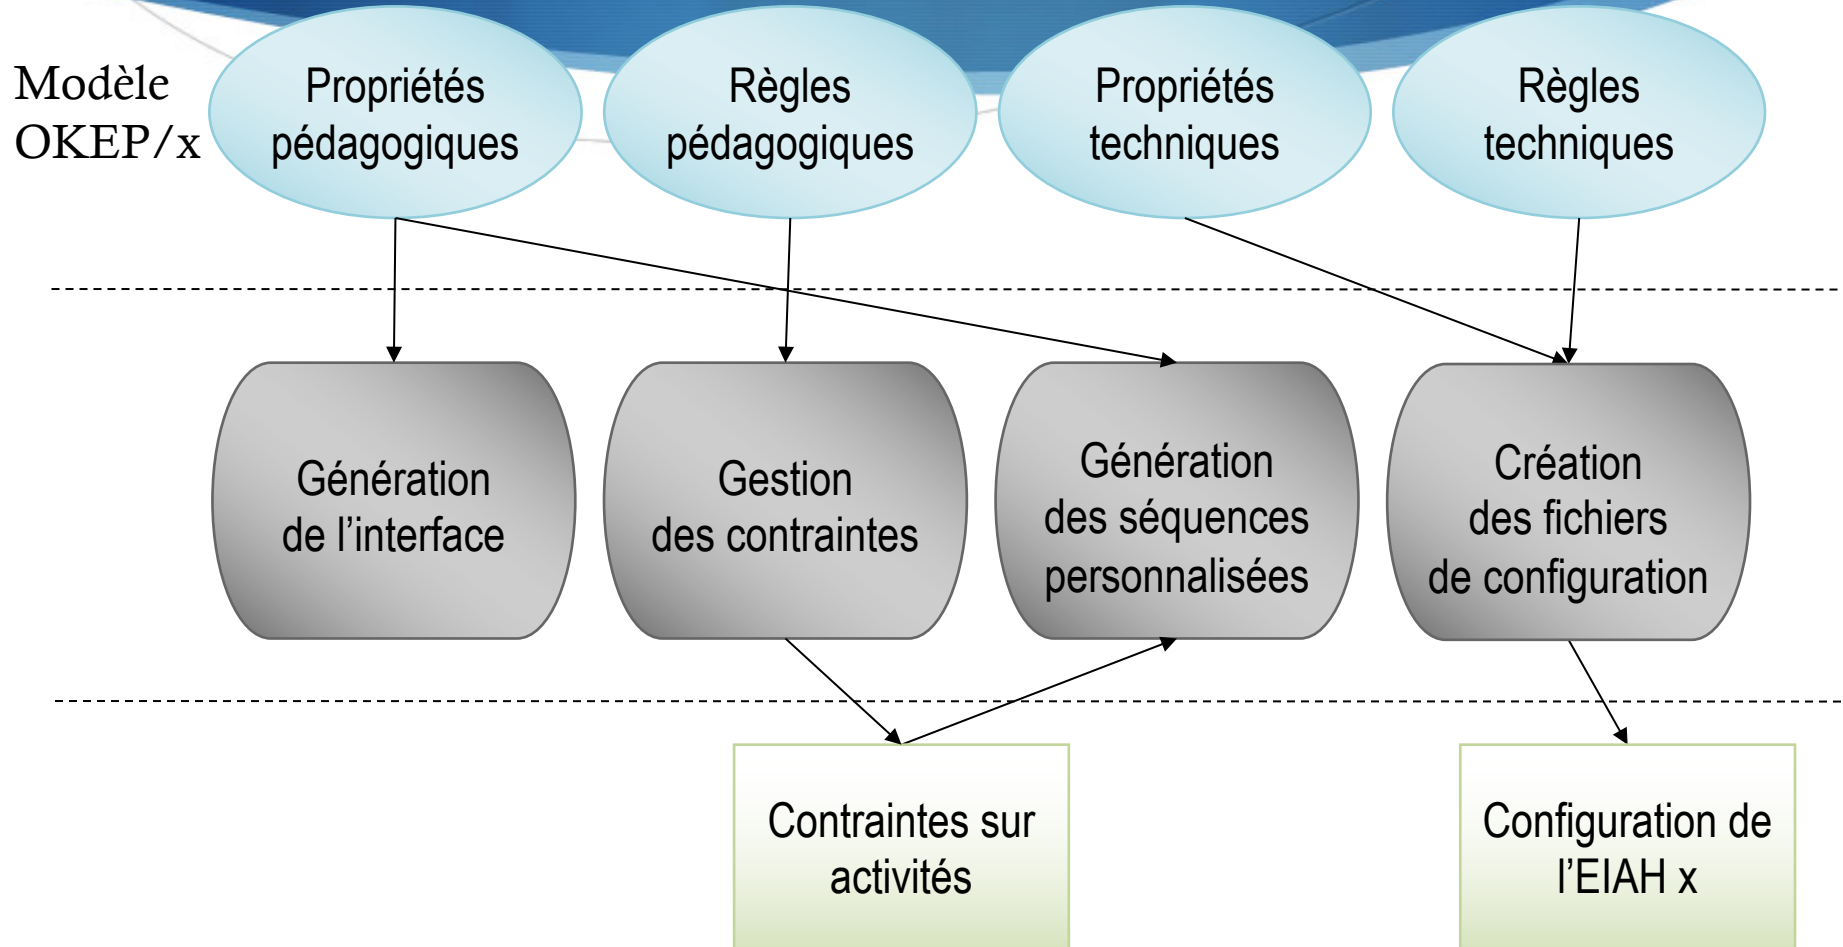 Modèle
OKEP/x
Propriétés
pédagogiques
Règles
pédagogiques
Propriétés
techniques
Règles
techniques
Génération
de l’interface
Gestion
des contraintes
Génération
des séquences
personnalisées
Création
des fichiers
de configuration
Contraintes sur
activités
Configuration de
l’EIAH x